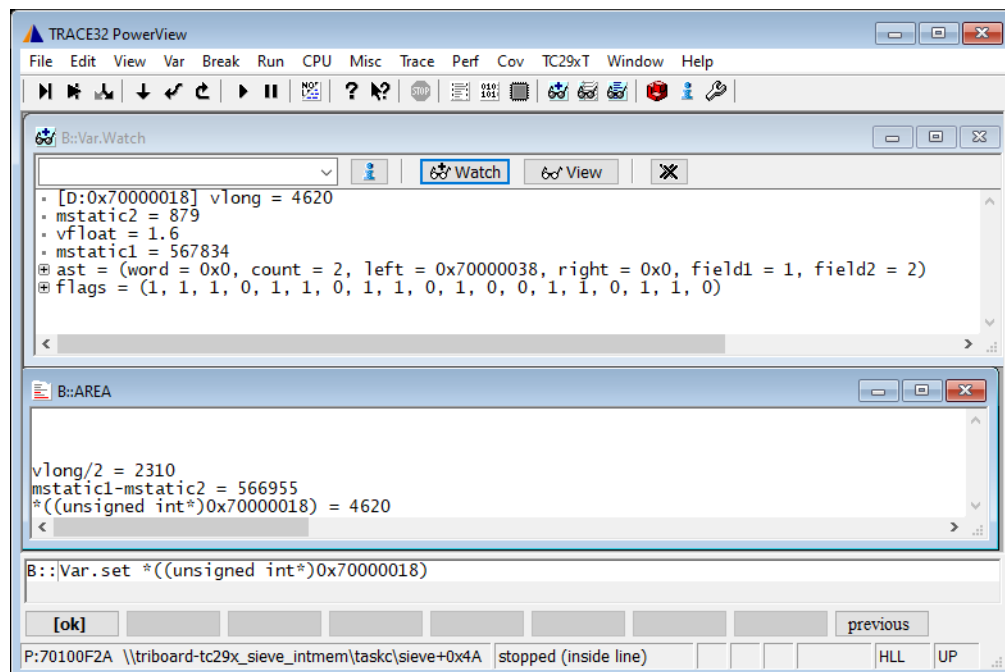 TRACE32 PowerView
File Edit View Var Break Run CPU Misc Trace Perf Cov TC29xT Window Help
B::Var.Watch
Watch View
[D:0x70000018] vlong = 4620
mstatic2 = 879
vfloat = 1.6
mstatic1 = 567834
ast = (word = 0x0, count = 2, left = 0x70000038, right = 0x0, field1 = 1, field2 = 2)
flags = (1, 1, 1, 0, 1, 1, 0, 1, 1, 0, 1, 0, 0, 1, 1, 0, 1, 1, 0)
B::AREA
vlong/2 = 2310
mstatic1-mstatic2 = 566955
*((unsigned int*)0x70000018) = 4620
B::Var.set *((unsigned int*)0x70000018)
[ok] previous
P:70100F2A \\triboard-tc29x_sieve_intmem\taskc\sieve+0x4A stopped (inside line) HLL UP